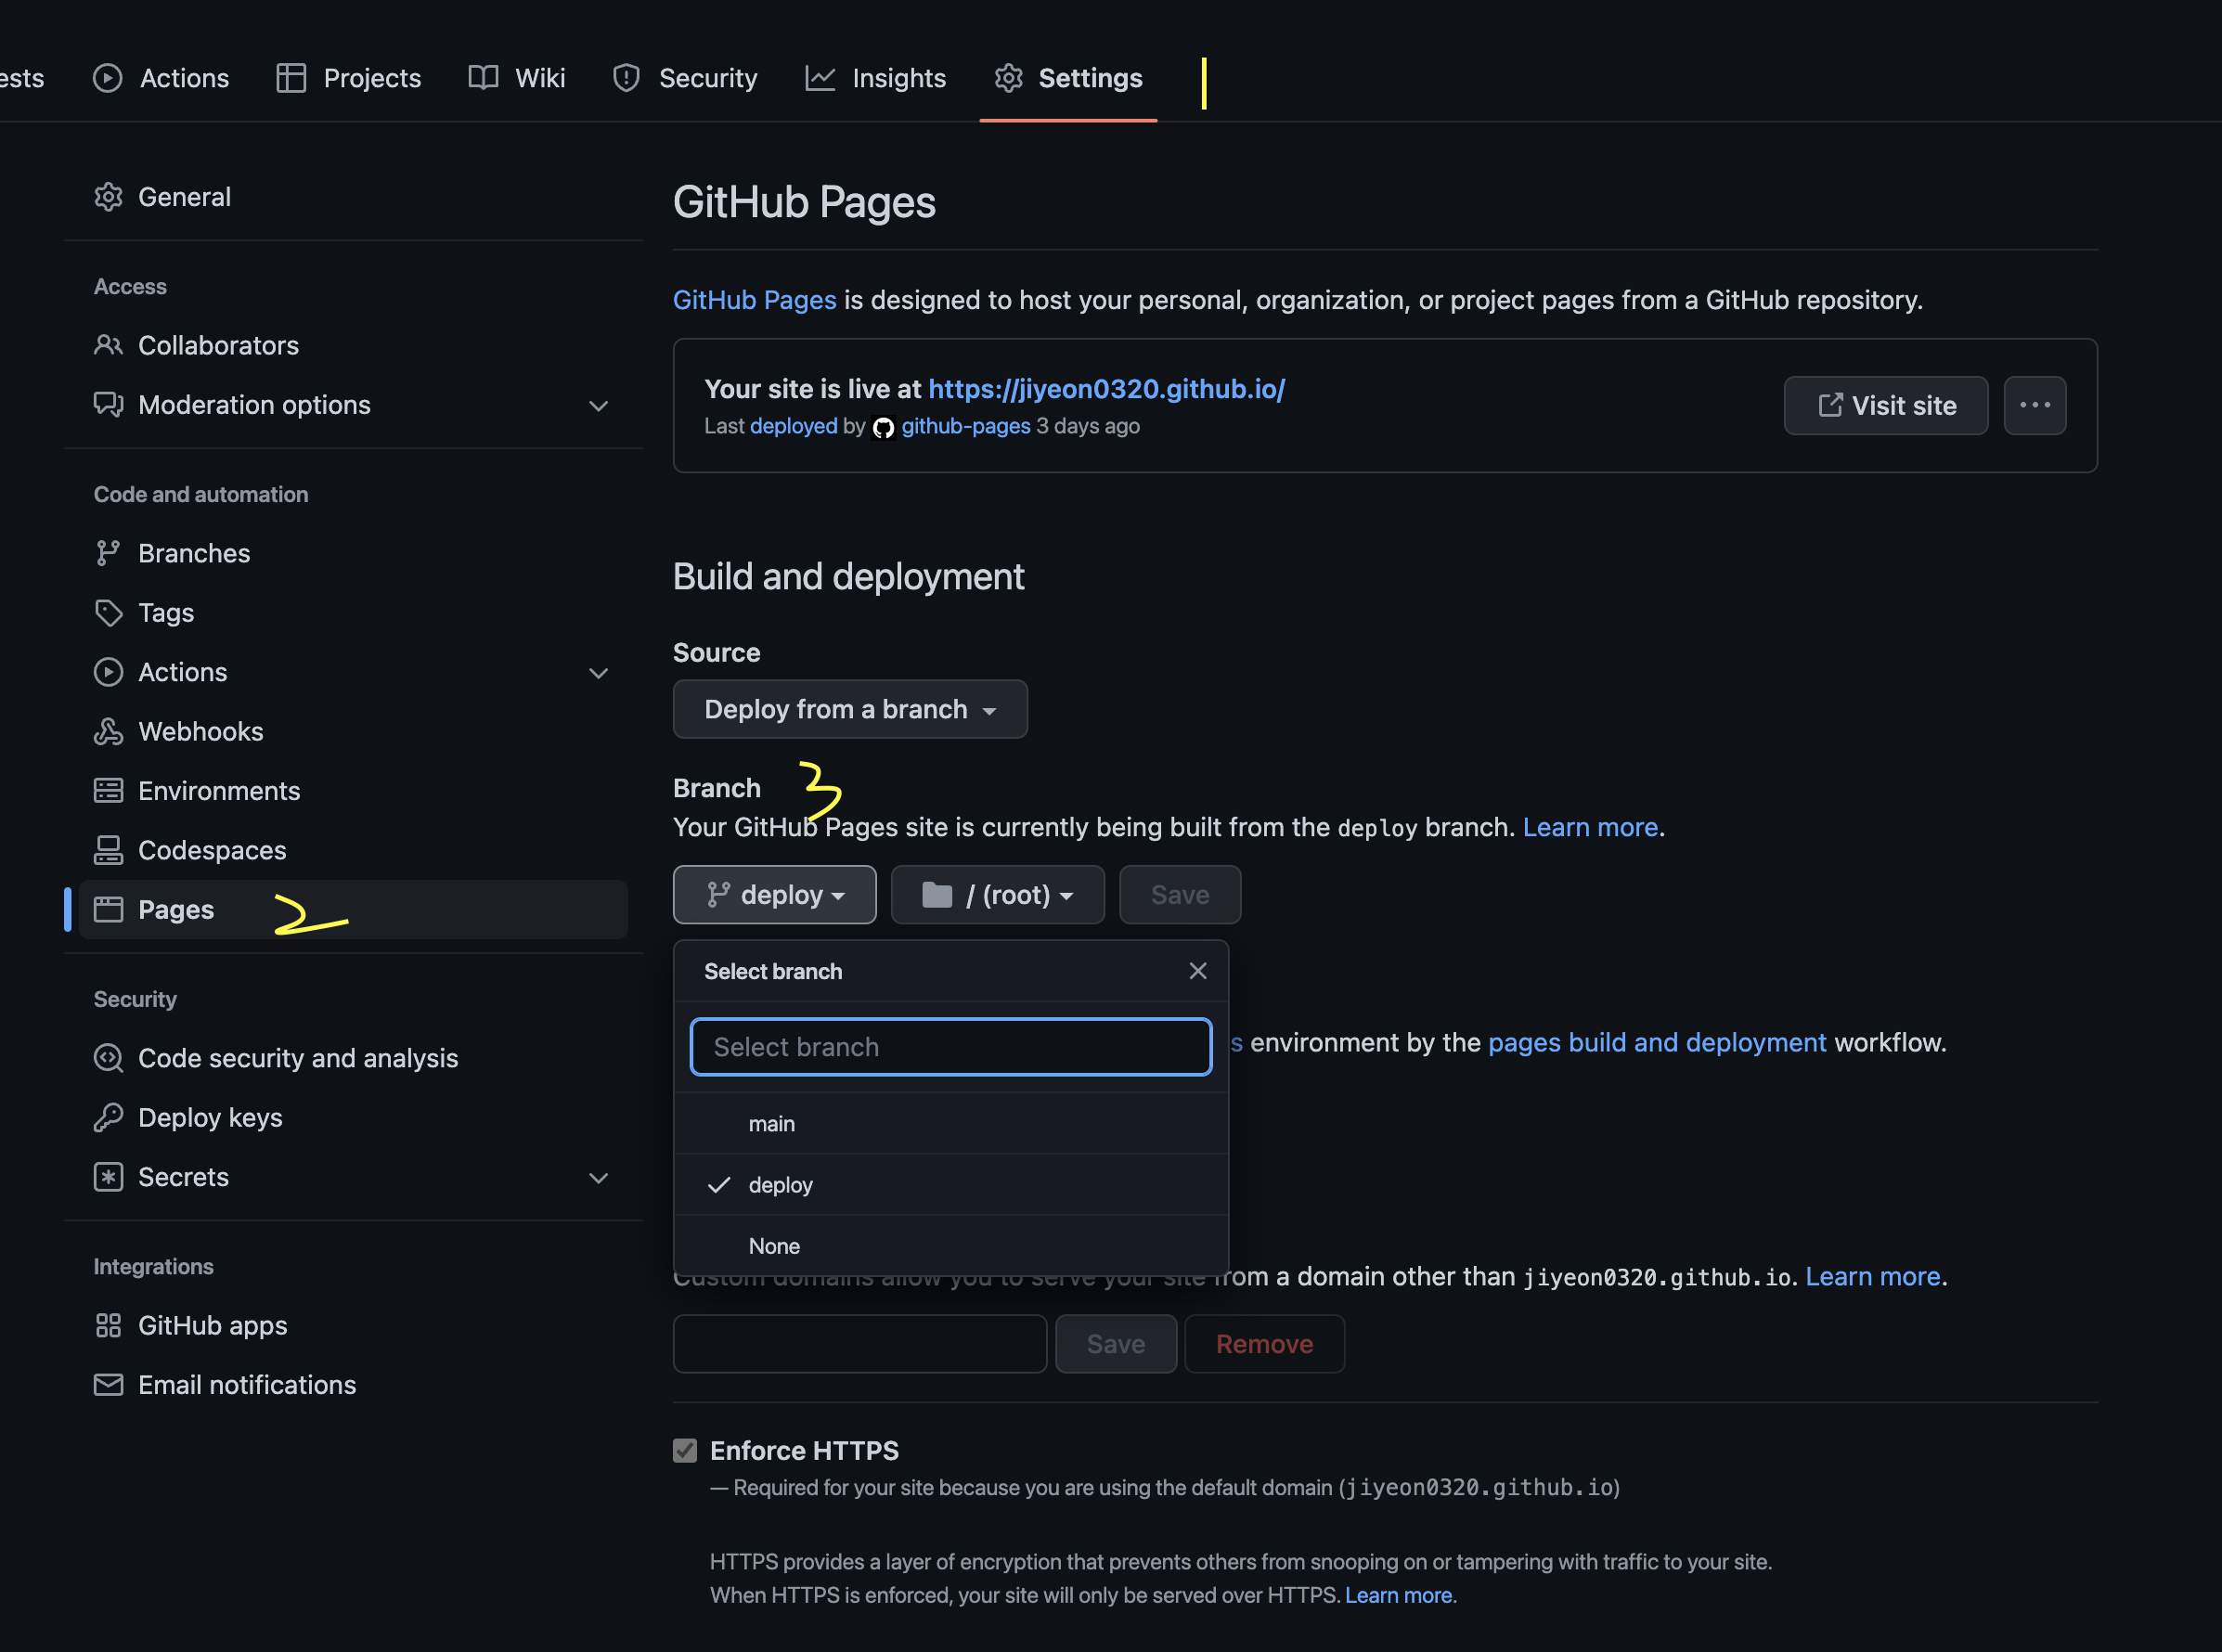 ests Actions Projects Wiki Security Insights Settings 1
General
Access
Collaborators
Moderation options
Code and automation
Branches
Tags
Actions
Webhooks
Environments
Codespaces
Pages 2
Security
Code security and analysis
Deploy keys
Secrets
Integrations
GitHub apps
Email notifications
GitHub Pages
GitHub Pages is designed to host your personal, organization, or project pages from a GitHub repository.
Your site is live at https://jiyeon0320.github.io/
Last deployed by github-pages 3 days ago
Visit site
Build and deployment
Source
Deploy from a branch
Branch 3
Your GitHub Pages site is currently being built from the deploy branch. Learn more.
deploy / (root) Save
Select branch
Select branch
s environment by the pages build and deployment workflow.
main
deploy
None
Custom domains allow you to serve your site from a domain other than jiyeon0320.github.io. Learn more.
Save Remove
Enforce HTTPS
— Required for your site because you are using the default domain (jiyeon0320.github.io)
HTTPS provides a layer of encryption that prevents others from snooping on or tampering with traffic to your site.
When HTTPS is enforced, your site will only be served over HTTPS. Learn more.